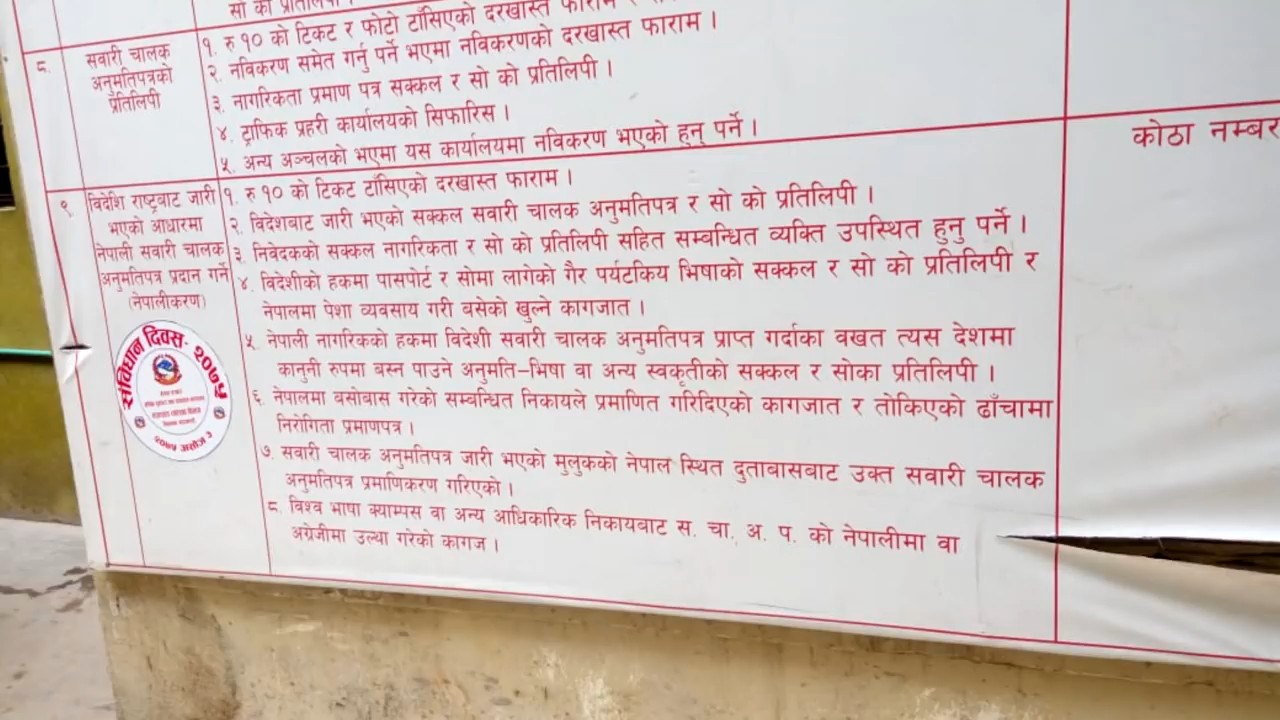 सो को प्रतिलिपी ।
८.
सवारी चालक
अनुमतिपत्रको
प्रतिलिपी
१. रु १० को टिकट र फोटो टाँसिएको दरखास्त फाराम र
२. नविकरण समेत गर्नु पर्ने भएमा नविकरणको दरखास्त फाराम ।
३. नागरिकता प्रमाण पत्र सक्कल र सो को प्रतिलिपी ।
४. ट्राफिक प्रहरी कार्यालयको सिफारिस ।
५. अन्य अञ्चलको भएमा यस कार्यालयमा नविकरण भएको हुनु पर्ने ।
कोठा नम्बर
९.
विदेशि राष्ट्रबाट जारी
भएको आधारमा
नेपाली सवारी चालक
अनुमतिपत्र प्रदान गर्ने
(नेपालीकरण)
१. रु १० को टिकट टाँसिएको दरखास्त फाराम ।
२. विदेशबाट जारी भएको सक्कल सवारी चालक अनुमतिपत्र र सो को प्रतिलिपी ।
३. निवेदकको सक्कल नागरिकता र सो को प्रतिलिपी सहित सम्बन्धित व्यक्ति उपस्थित हुनु पर्ने ।
४. विदेशीको हकमा पासपोर्ट र सोमा लागेको गैर पर्यटकिय भिषाको सक्कल र सो को प्रतिलिपी र
नेपालमा पेशा व्यवसाय गरी बसेको खुल्ने कागजात ।
५. नेपाली नागरिकको हकमा विदेशी सवारी चालक अनुमतिपत्र प्राप्त गर्दाका वखत त्यस देशमा
कानुनी रुपमा बस्न पाउने अनुमति-भिषा वा अन्य स्वकृतीको सक्कल र सोका प्रतिलिपी ।
६. नेपालमा बसोबास गरेको सम्बन्धित निकायले प्रमाणित गरिदिएको कागजात र तोकिएको ढाँचामा
निरोगिता प्रमाणपत्र ।
७. सवारी चालक अनुमतिपत्र जारी भएको मुलुकको नेपाल स्थित दुताबासबाट उक्त सवारी चालक
अनुमतिपत्र प्रमाणिकरण गरिएको ।
८. विश्व भाषा क्याम्पस वा अन्य आधिकारिक निकायबाट स. चा. अ. प. को नेपालीमा वा
अग्रेजीमा उल्था गरेको कागज ।
संविधान दिवस- २०७५
२०७५ असोज ३